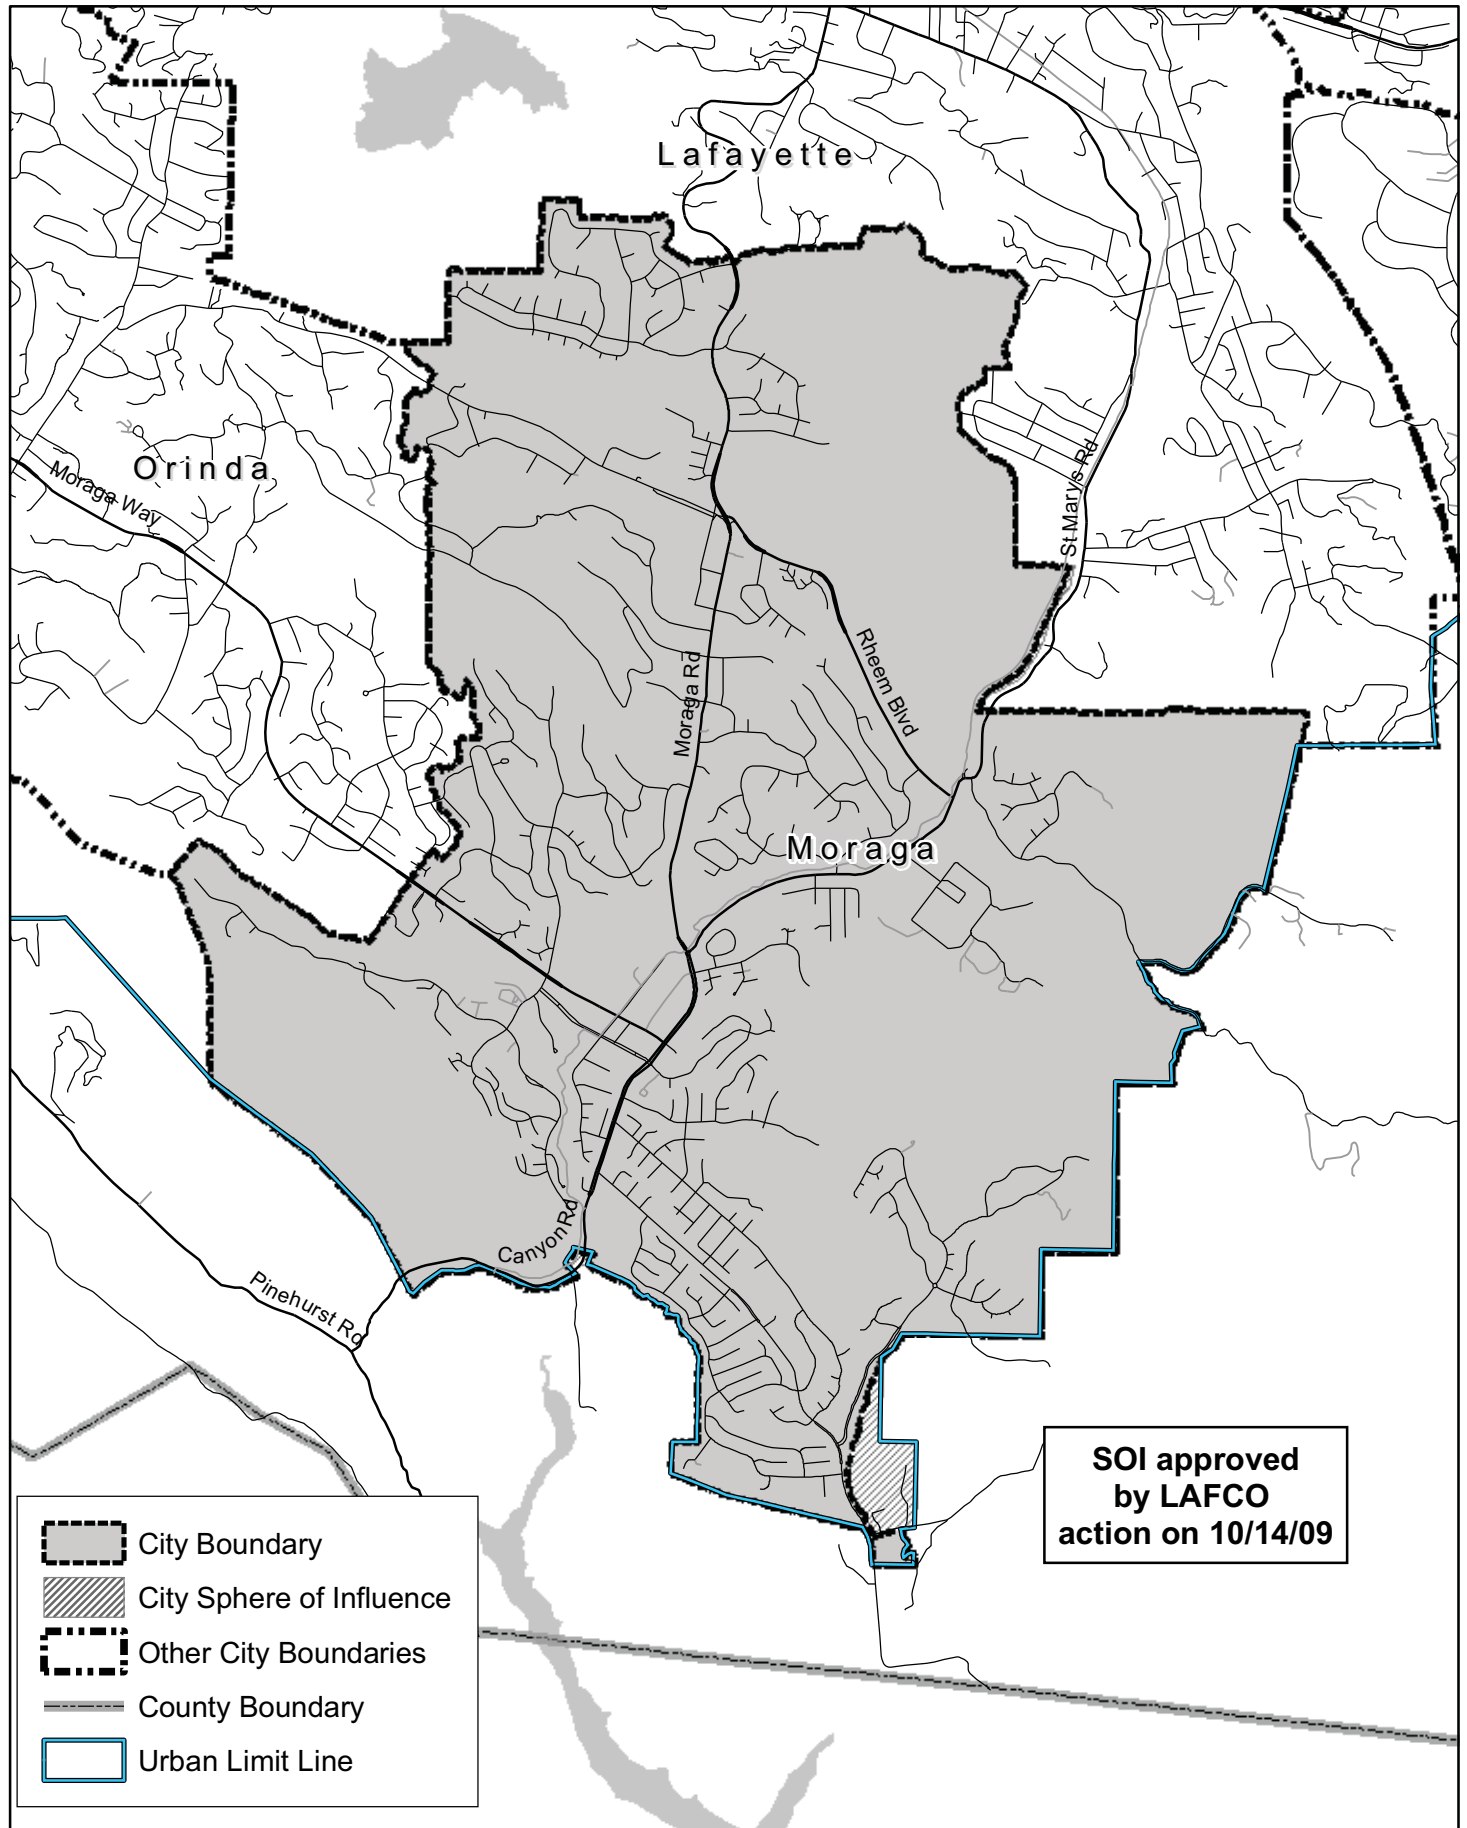 Lafayette
Orinda
Moraga Way
St Marys Rd
Rheem Blvd
Moraga Rd
Moraga
Canyon Rd
Pinehurst Rd
SOI approved
by LAFCO
action on 10/14/09
City Boundary
City Sphere of Influence
Other City Boundaries
County Boundary
Urban Limit Line